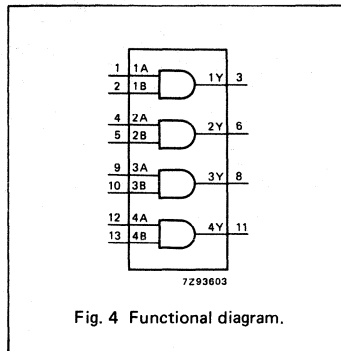 1 1A
2 1B
1Y 3
4 2A
5 2B
2Y 6
9 3A
10 3B
3Y 8
12 4A
13 4B
4Y 11
7Z93603
Fig. 4 Functional diagram.